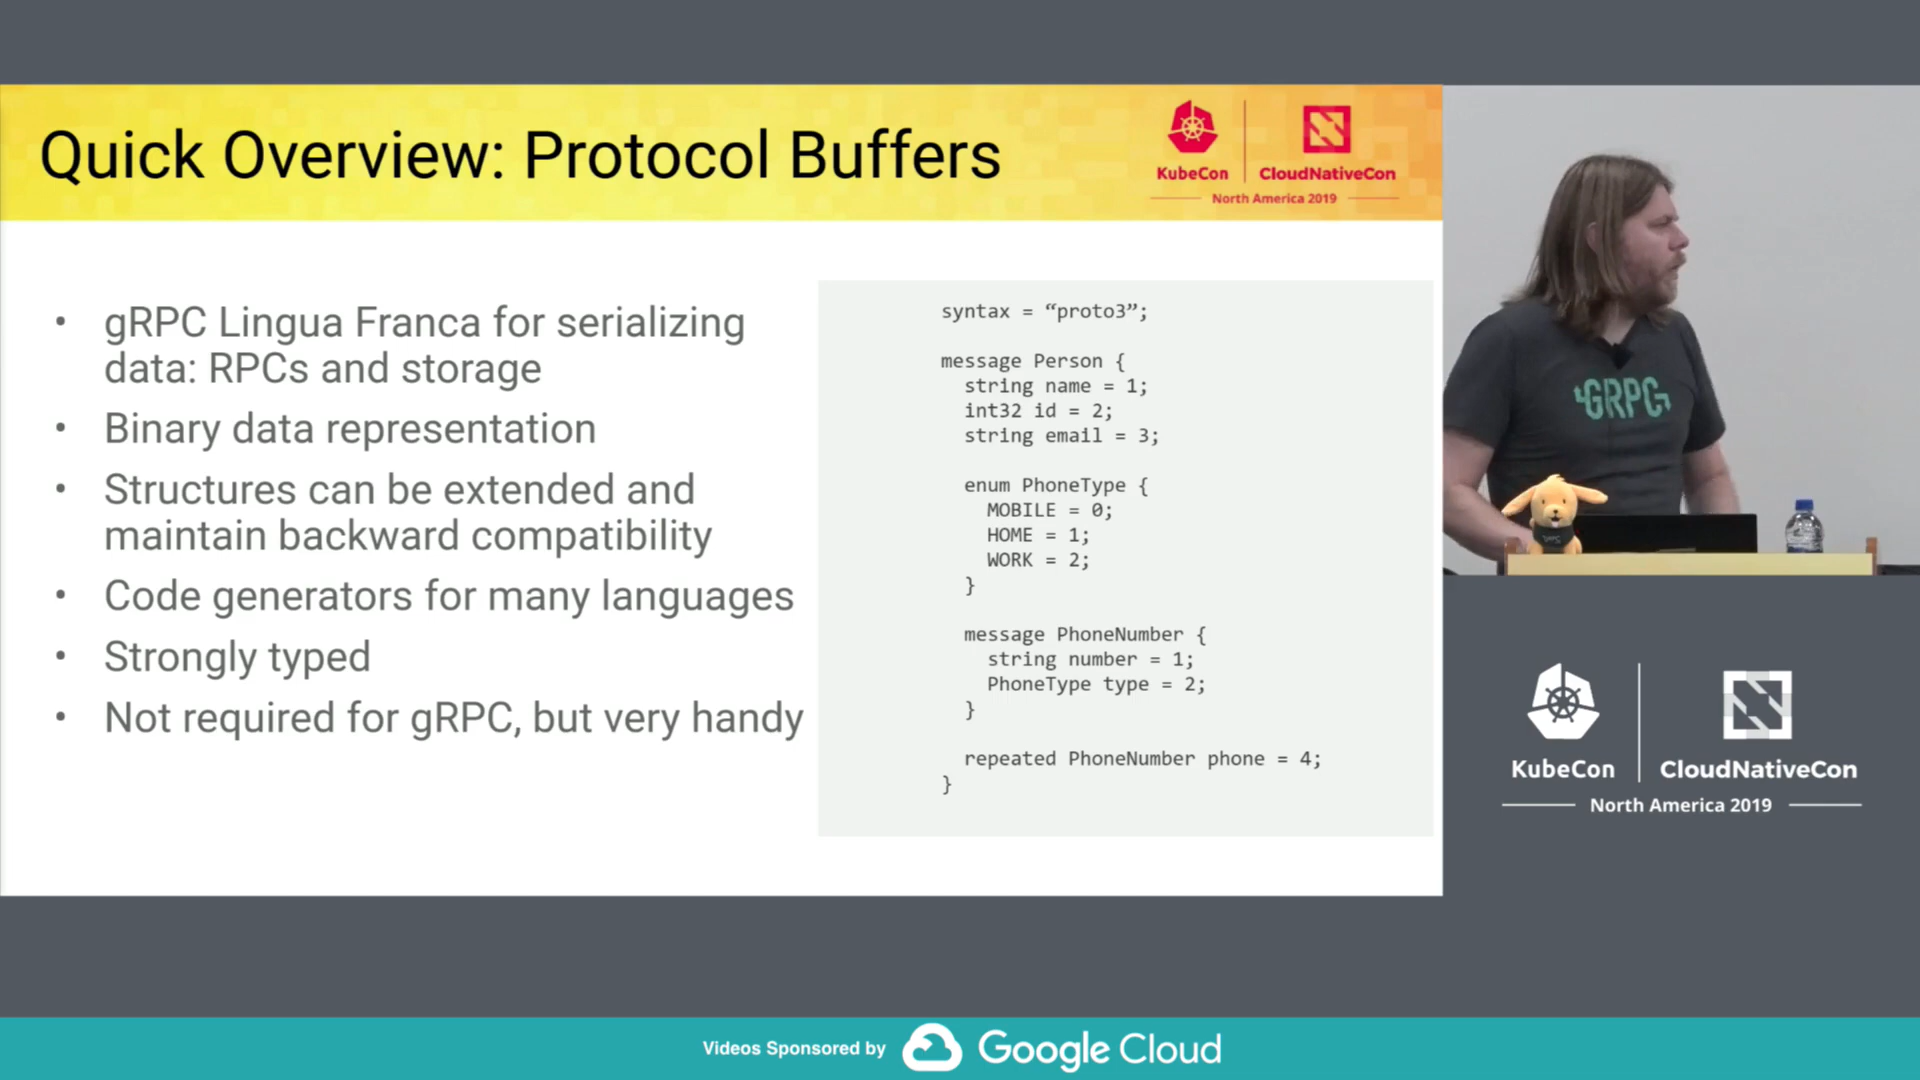 Quick Overview: Protocol Buffers
KubeCon
CloudNativeCon
North America 2019
• gRPC Lingua Franca for serializing
data: RPCs and storage
• Binary data representation
• Structures can be extended and
maintain backward compatibility
• Code generators for many languages
• Strongly typed
• Not required for gRPC, but very handy
syntax = “proto3”;
message Person {
string name = 1;
int32 id = 2;
string email = 3;
enum PhoneType {
MOBILE = 0;
HOME = 1;
WORK = 2;
}
message PhoneNumber {
string number = 1;
PhoneType type = 2;
}
repeated PhoneNumber phone = 4;
}
GRPC
KubeCon
CloudNativeCon
North America 2019
Videos Sponsored by
Google Cloud